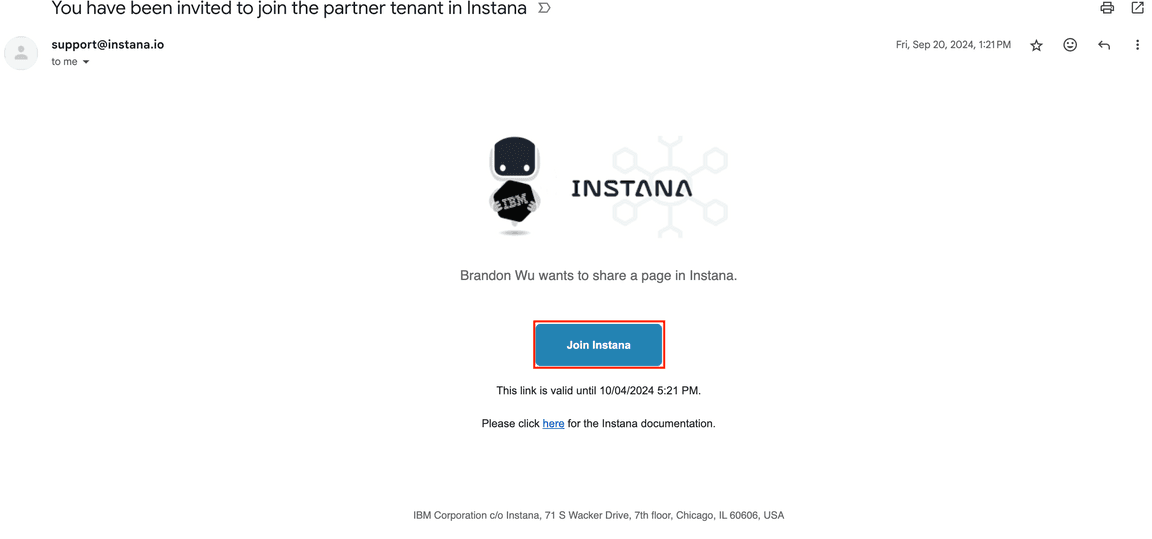 You have been invited to join the partner tenant in Instana
support@instana.io
Fri, Sep 20, 2024, 1:21 PM
to me
IBM
INSTANA
Brandon Wu wants to share a page in Instana.
Join Instana
This link is valid until 10/04/2024 5:21 PM.
Please click here for the Instana documentation.
IBM Corporation c/o Instana, 71 S Wacker Drive, 7th floor, Chicago, IL 60606, USA